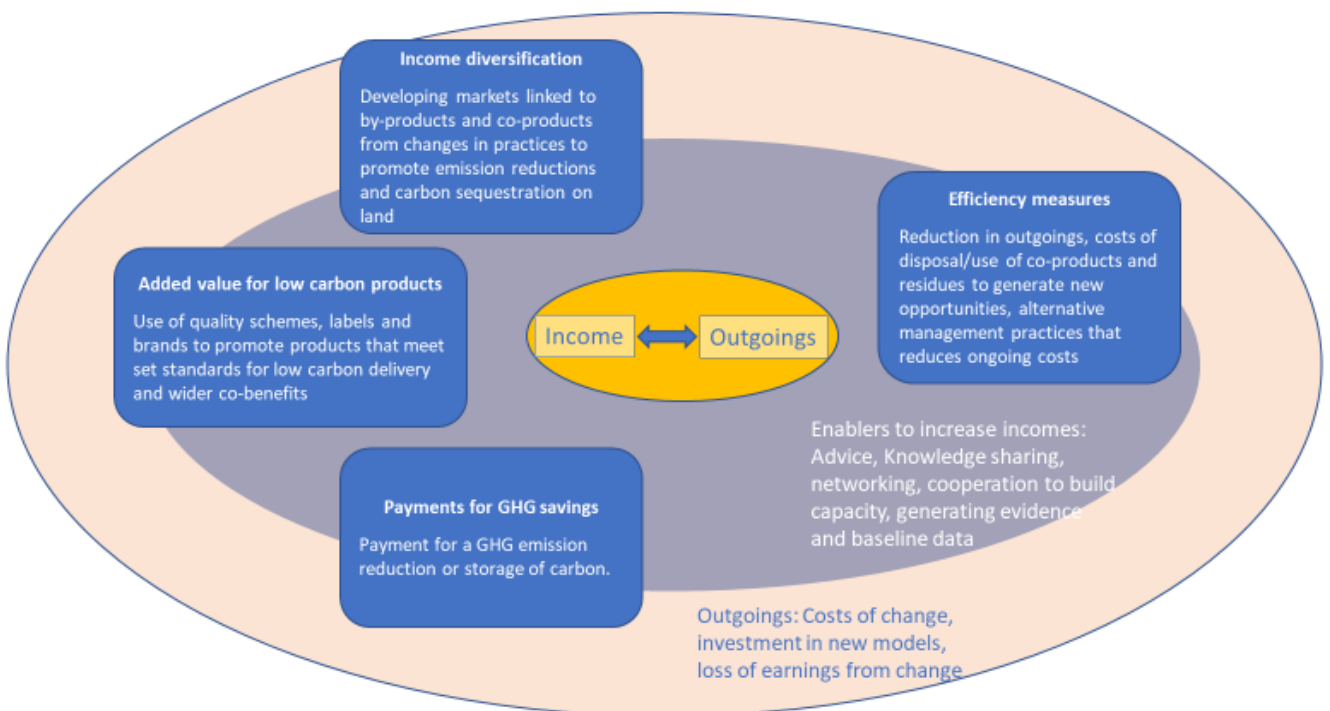 Income diversification
Developing markets linked to
by-products and co-products
from changes in practices to
promote emission reductions
and carbon sequestration on
land
Efficiency measures
Reduction in outgoings, costs of
disposal/use of co-products and
residues to generate new
opportunities, alternative
management practices that
reduces ongoing costs
Added value for low carbon products
Use of quality schemes, labels and
brands to promote products that meet
set standards for low carbon delivery
and wider co-benefits
Income
Outgoings
Enablers to increase incomes:
Advice, Knowledge sharing,
networking, cooperation to build
capacity, generating evidence
and baseline data
Payments for GHG savings
Payment for a GHG emission
reduction or storage of carbon.
Outgoings: Costs of change,
investment in new models,
loss of earnings from change